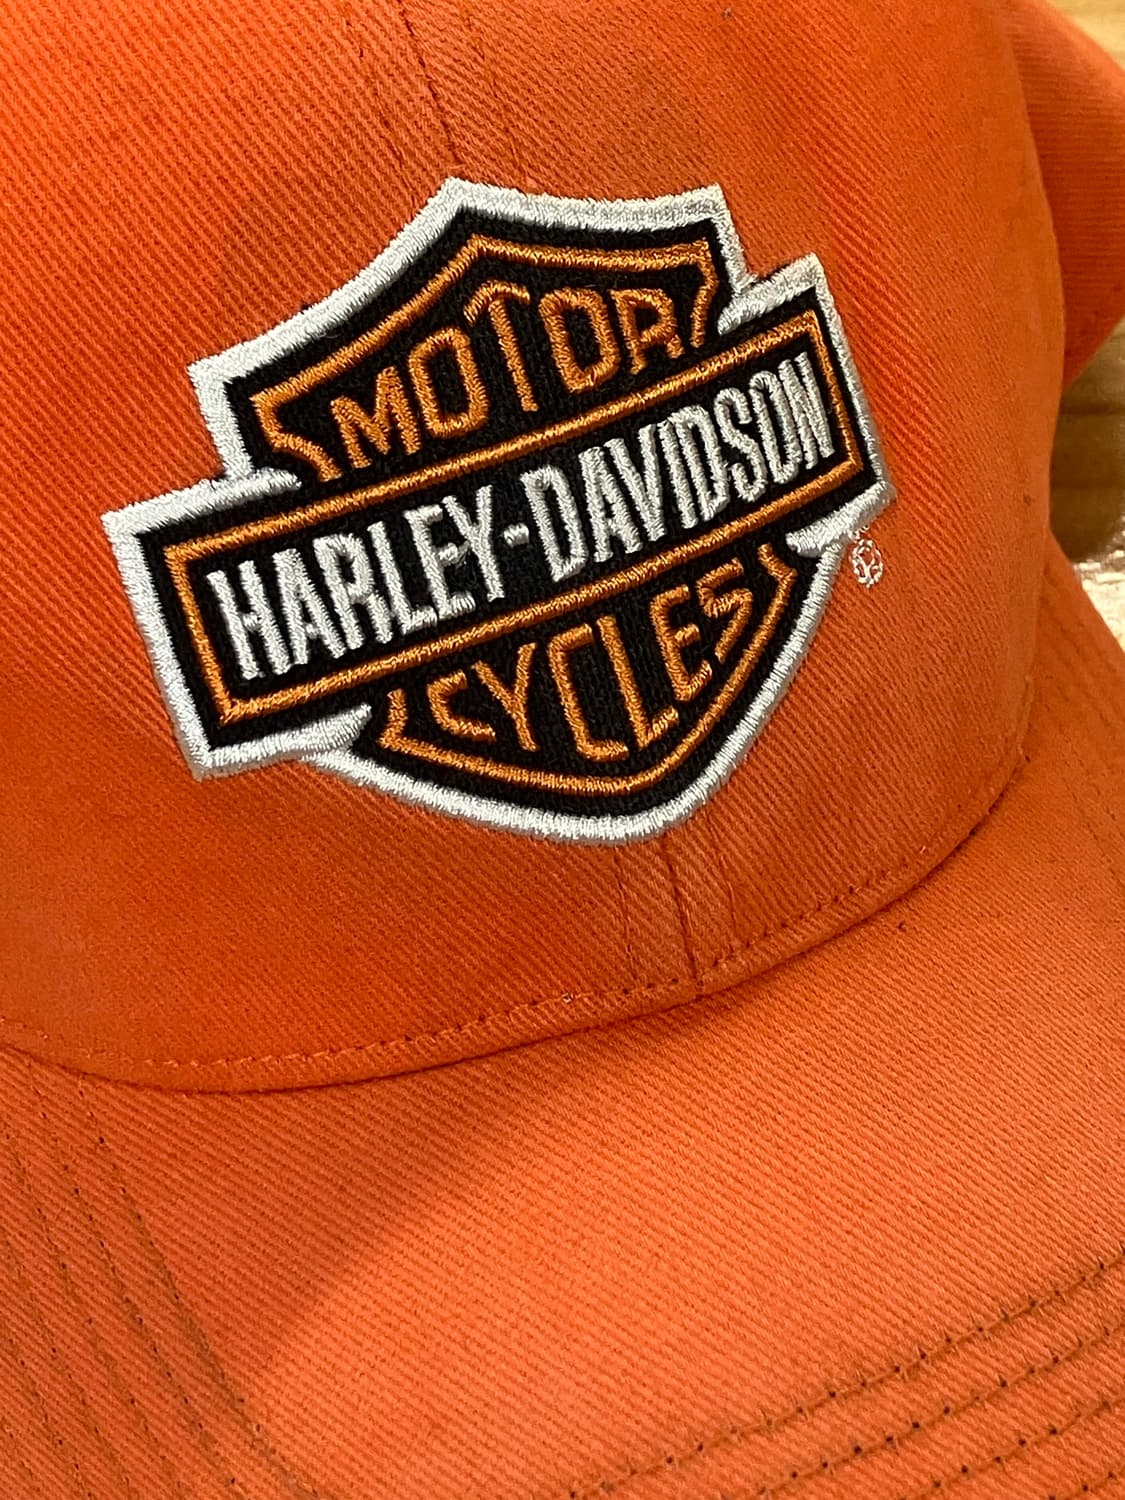 MOTOR
HARLEY-DAVIDSON
CYCLES
®